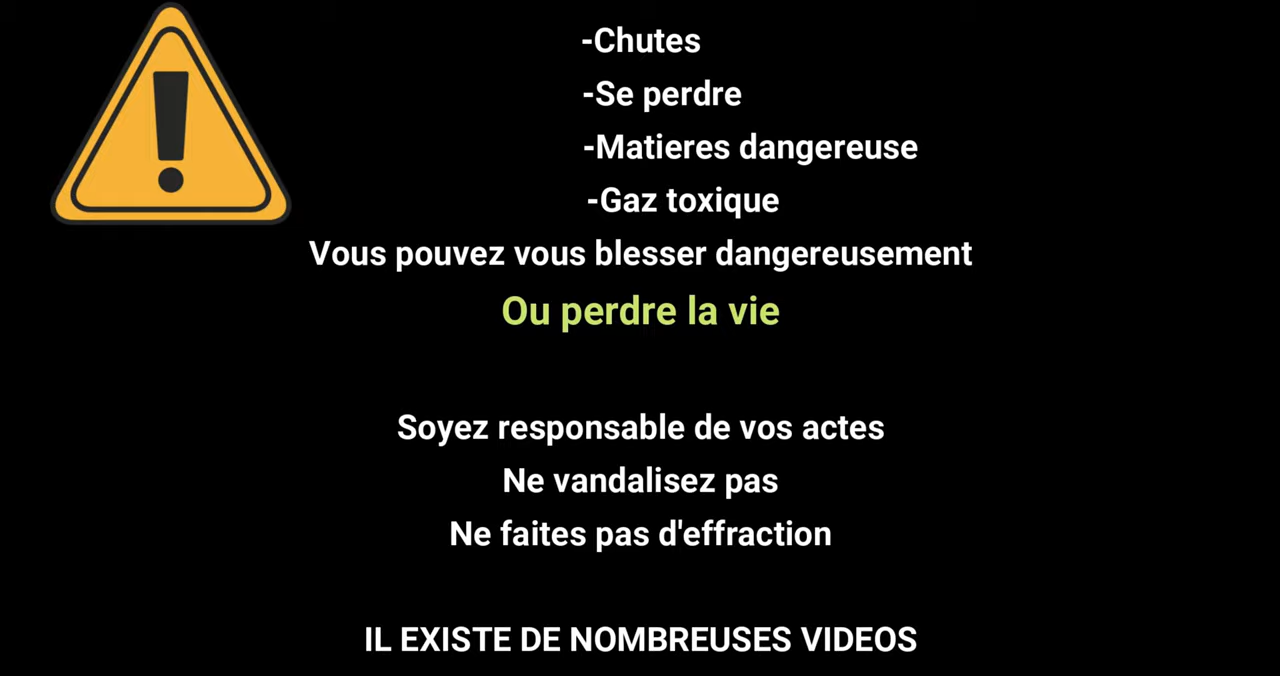 -Chutes
-Se perdre
-Matieres dangereuse
-Gaz toxique
Vous pouvez vous blesser dangereusement
Ou perdre la vie
Soyez responsable de vos actes
Ne vandalisez pas
Ne faites pas d'effraction
IL EXISTE DE NOMBREUSES VIDEOS